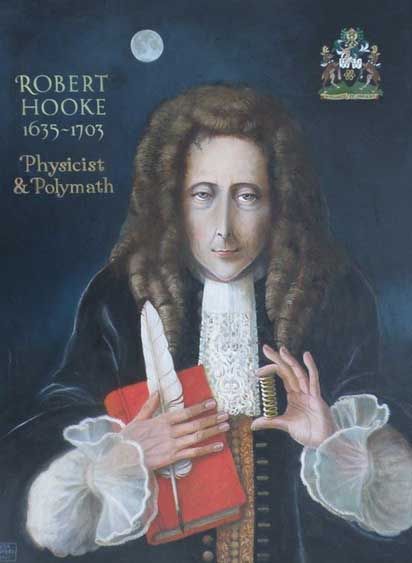 ROBERT
HOOKE
1635~1703
Physicist
& Polymath